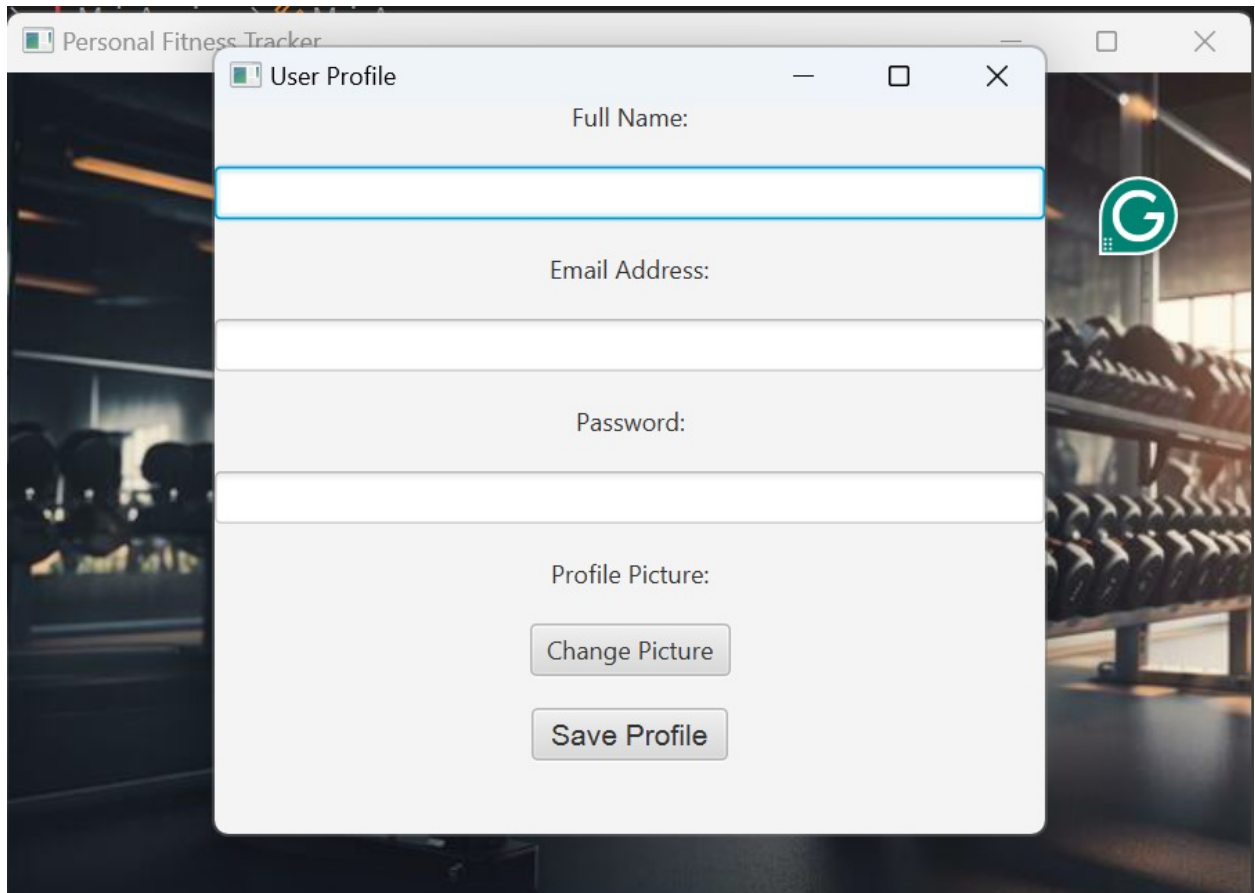 Personal Fitness Tracker
User Profile
Full Name:
Email Address:
Password:
Profile Picture:
Change Picture
Save Profile
G